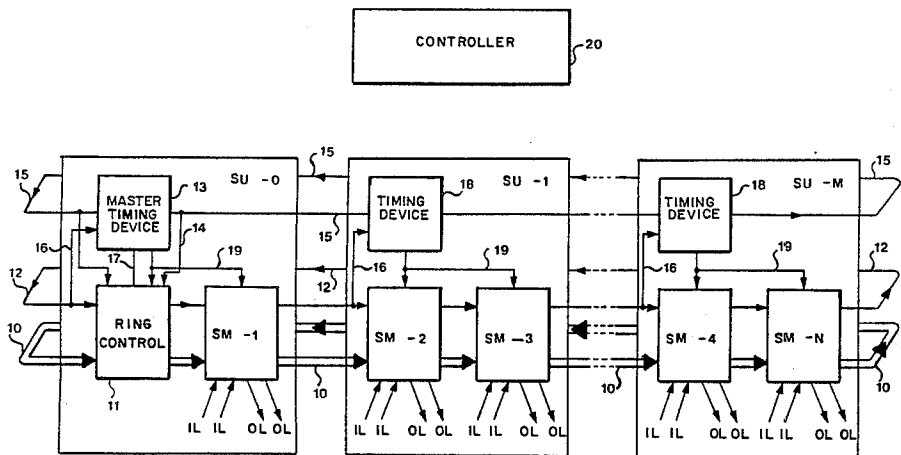 CONTROLLER
20
15
SU -0
15
SU -1
SU -M
15
MASTER TIMING DEVICE
13
14
TIMING DEVICE
18
TIMING DEVICE
18
15
16
17
19
12
16
19
16
19
12
12
RING CONTROL
SM -1
SM -2
SM -3
SM -4
SM -N
10
11
10
10
10
IL IL OL OL
IL IL OL OL
IL IL OL OL
IL IL OL OL
IL IL OL OL